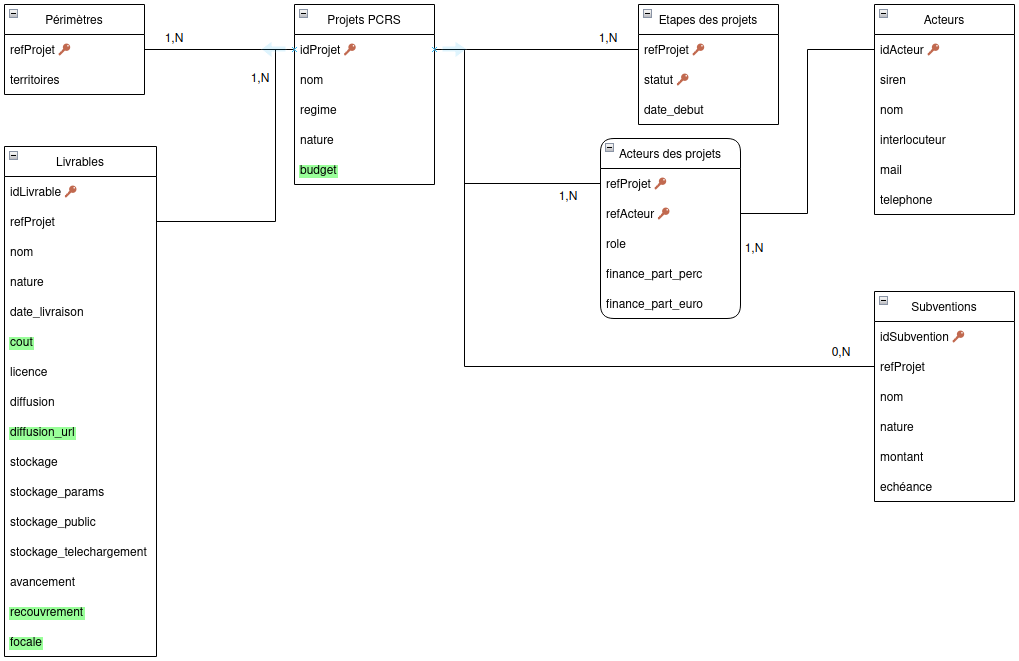 Périmètres
refProjet
territoires
1,N
Projets PCRS
idProjet
nom
regime
nature
budget
1,N
Livrables
idLivrable
refProjet
nom
nature
date_livraison
cout
licence
diffusion
diffusion_url
stockage
stockage_params
stockage_public
stockage_telechargement
avancement
recouvrement
focale
1,N
Etapes des projets
refProjet
statut
date_debut
Acteurs des projets
refProjet
refActeur
role
finance_part_perc
finance_part_euro
1,N
1,N
Acteurs
idActeur
siren
nom
interlocuteur
mail
telephone
0,N
Subventions
idSubvention
refProjet
nom
nature
montant
echéance